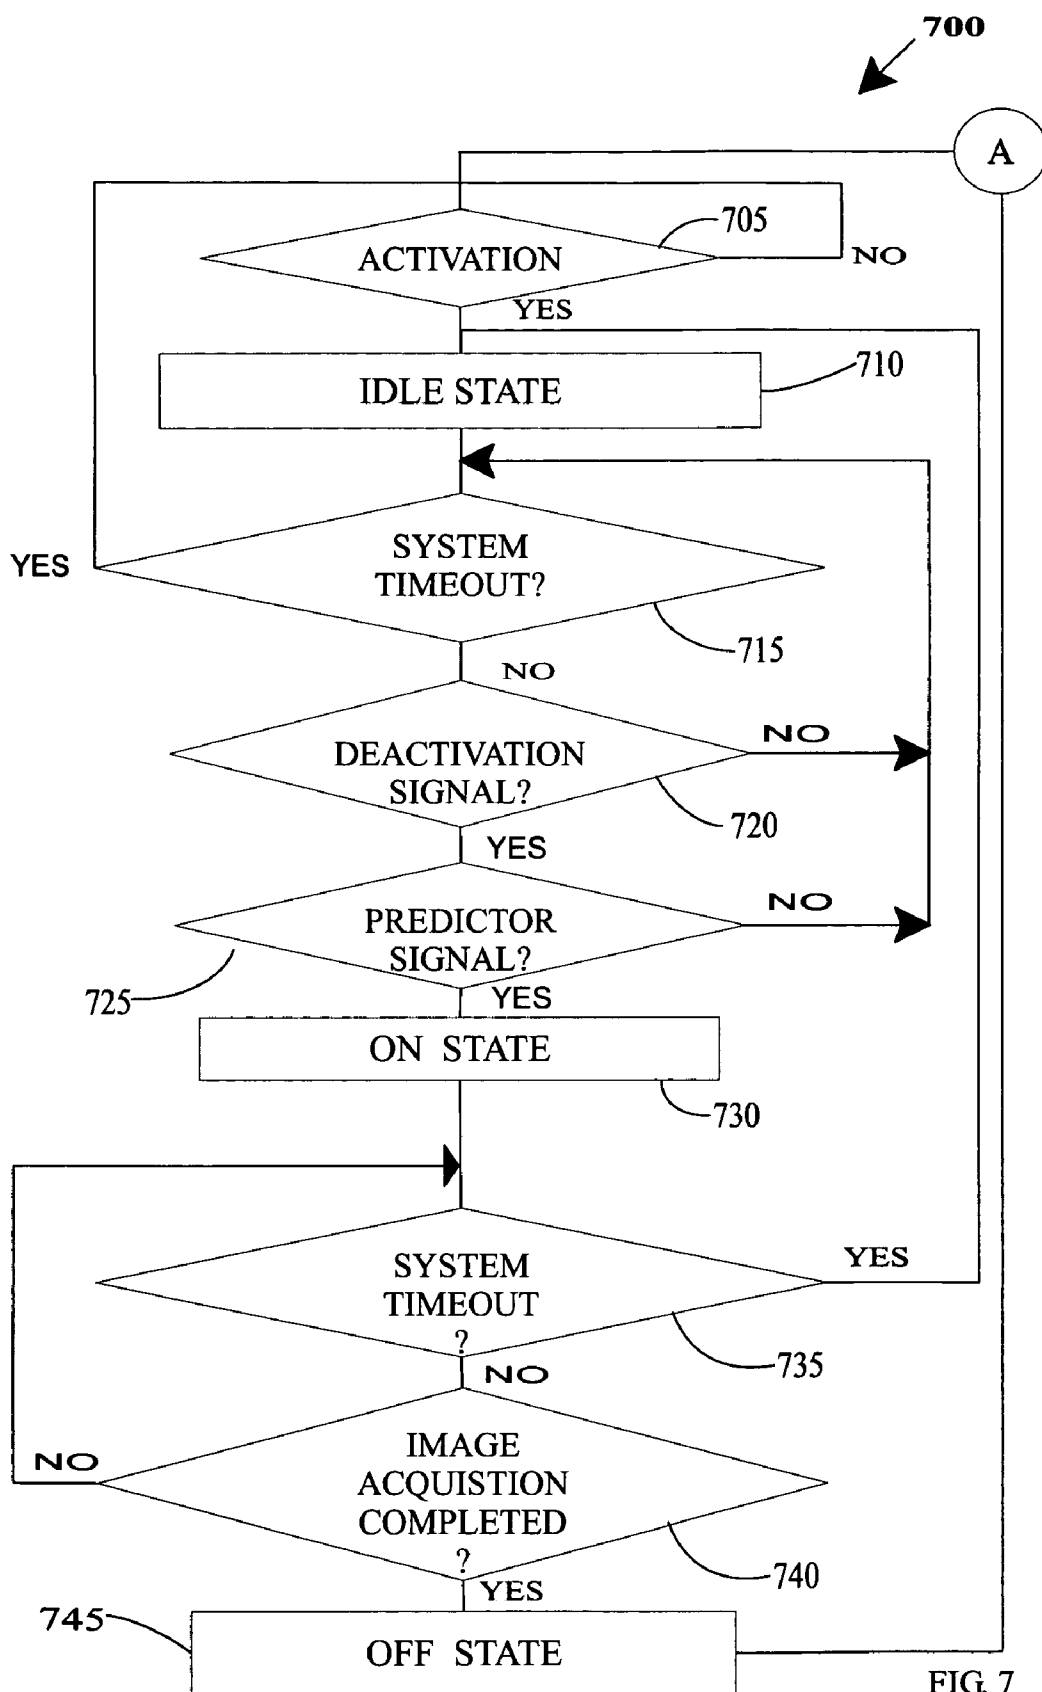 700
A
705
ACTIVATION
NO
YES
710
IDLE STATE
SYSTEM
TIMEOUT?
YES
715
NO
DEACTIVATION
SIGNAL?
NO
720
YES
PREDICTOR
SIGNAL?
NO
725
YES
ON STATE
730
SYSTEM
TIMEOUT
?
YES
735
NO
IMAGE
ACQUISTION
COMPLETED
?
NO
740
YES
745
OFF STATE
FIG. 7